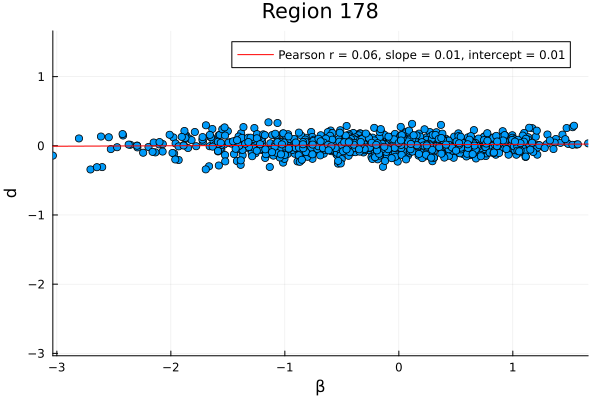 Region 178
Pearson r = 0.06, slope = 0.01, intercept = 0.01
d
1
0
−1
−2
−3
−3 −2 −1 0 1
β